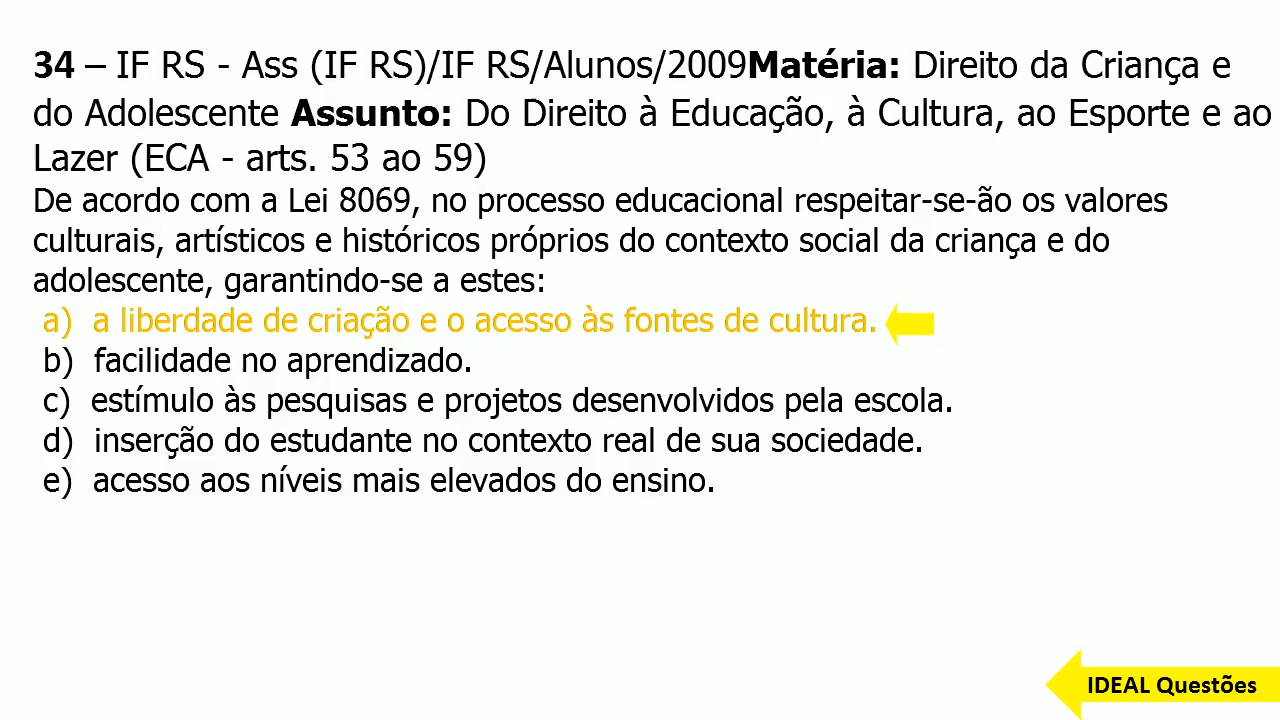 34 – IF RS - Ass (IF RS)/IF RS/Alunos/2009Matéria: Direito da Criança e
do Adolescente Assunto: Do Direito à Educação, à Cultura, ao Esporte e ao
Lazer (ECA - arts. 53 ao 59)
De acordo com a Lei 8069, no processo educacional respeitar-se-ão os valores
culturais, artísticos e históricos próprios do contexto social da criança e do
adolescente, garantindo-se a estes:
a) a liberdade de criação e o acesso às fontes de cultura.
b) facilidade no aprendizado.
c) estímulo às pesquisas e projetos desenvolvidos pela escola.
d) inserção do estudante no contexto real de sua sociedade.
e) acesso aos níveis mais elevados do ensino.
IDEAL Questões